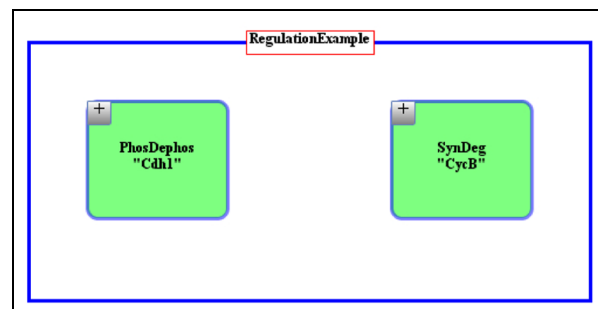 RegulationExample
+
PhosDephos
"Cdh1"
+
SynDeg
"CycB"